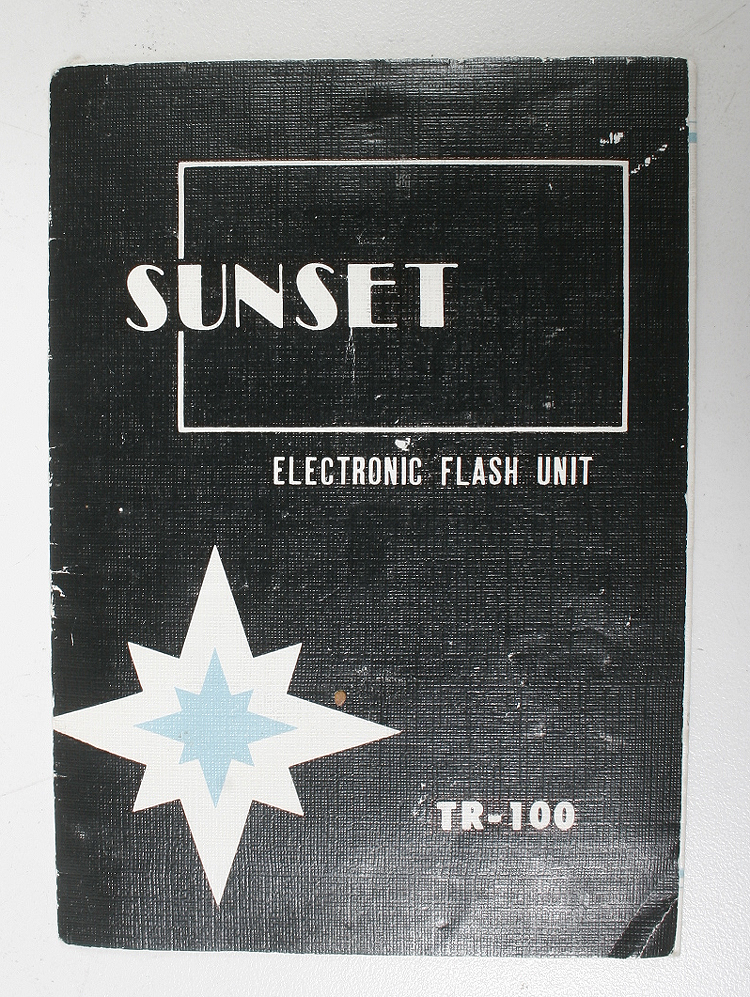 SUNSET
ELECTRONIC FLASH UNIT
TR-100